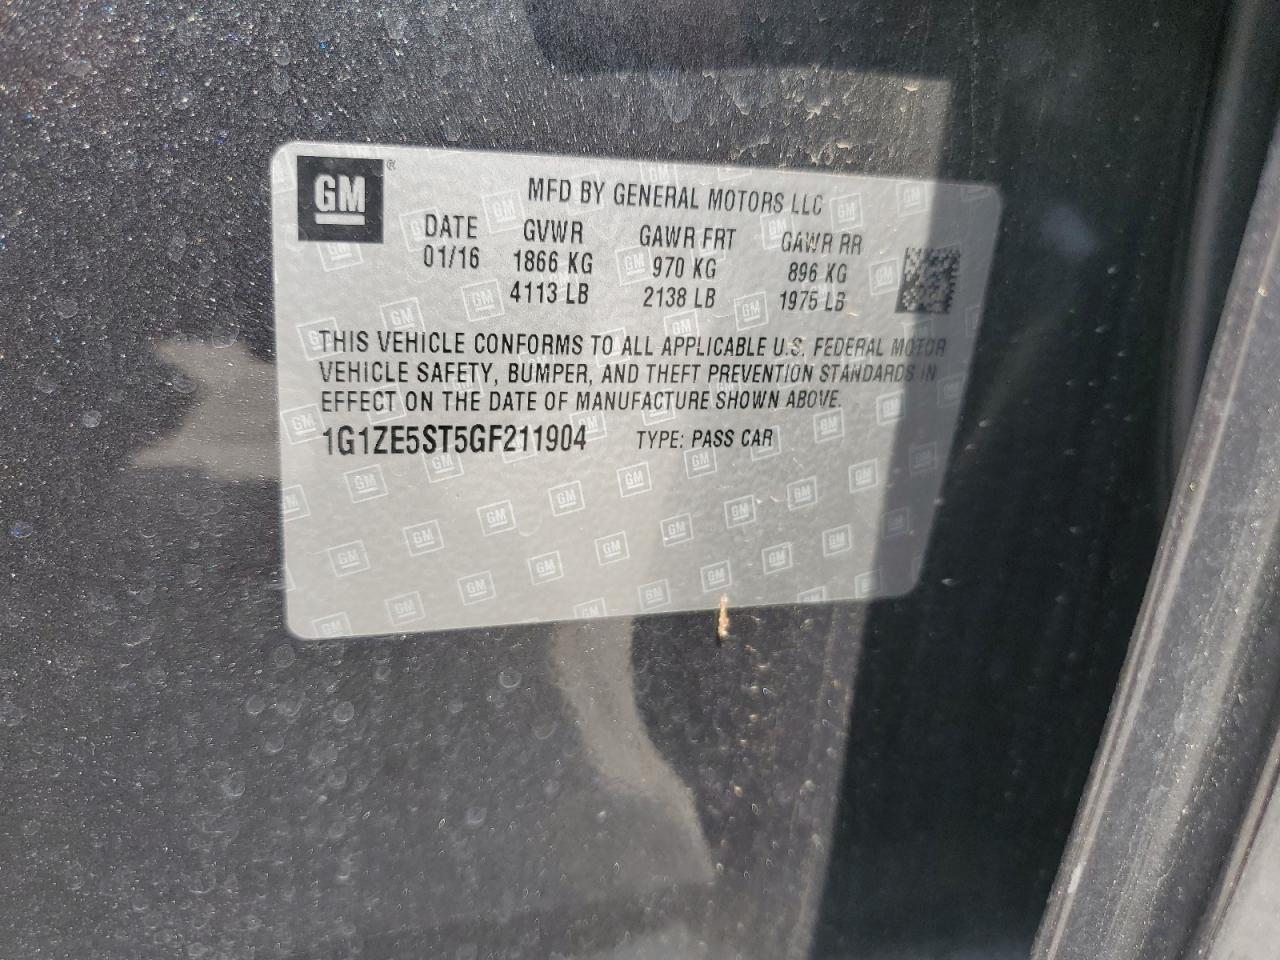 GM®
MFD BY GENERAL MOTORS LLC
DATE GVWR GAWR FRT GAWR RR
01/16 1866 KG 970 KG 896 KG
4113 LB 2138 LB 1975 LB
THIS VEHICLE CONFORMS TO ALL APPLICABLE U.S. FEDERAL MOTOR
VEHICLE SAFETY, BUMPER, AND THEFT PREVENTION STANDARDS IN
EFFECT ON THE DATE OF MANUFACTURE SHOWN ABOVE.
1G1ZE5ST5GF211904 TYPE: PASS CAR